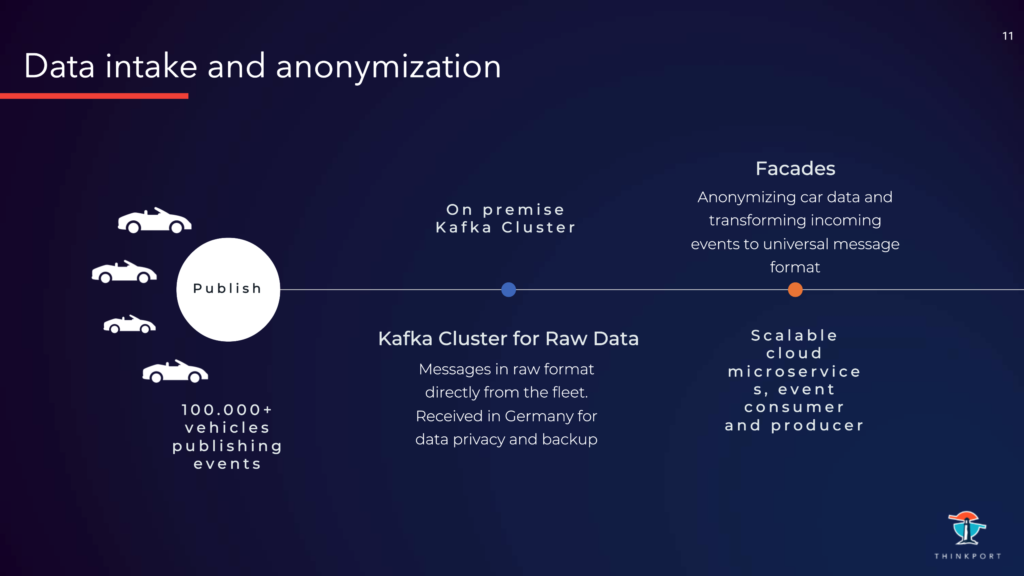 11
Data intake and anonymization
Publish
100.000+
vehicles
publishing
events
On premise
Kafka Cluster
Kafka Cluster for Raw Data
Messages in raw format
directly from the fleet.
Received in Germany for
data privacy and backup
Facades
Anonymizing car data and
transforming incoming
events to universal message
format
Scalable
cloud
microservice
s, event
consumer
and producer
THINKPORT